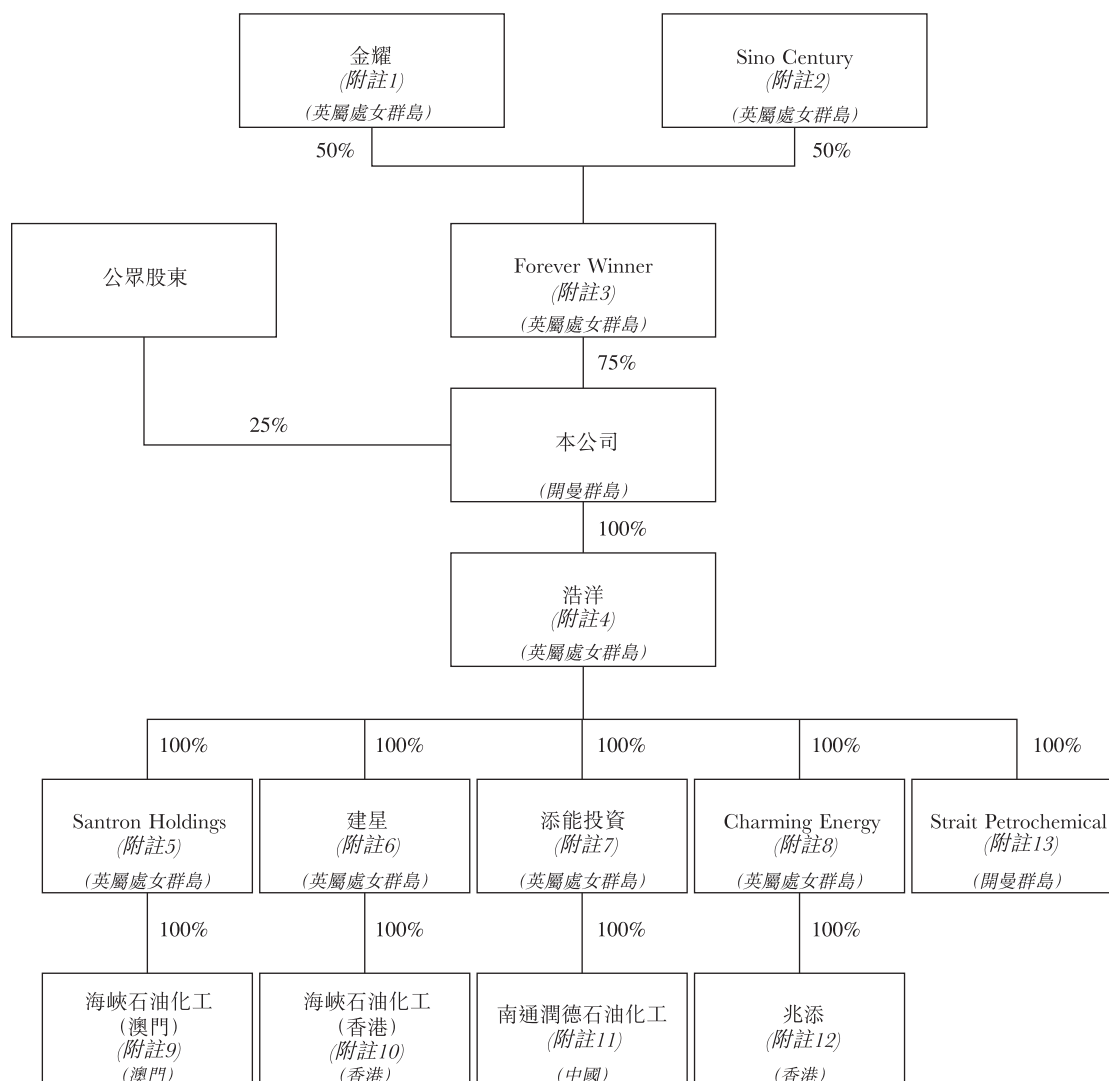 金耀
(附註1)
(英屬處女群島)
Sino Century
(附註2)
(英屬處女群島)
50%
50%
公眾股東
Forever Winner
(附註3)
(英屬處女群島)
75%
25%
本公司
(開曼群島)
100%
浩洋
(附註4)
(英屬處女群島)
100%
100%
100%
100%
100%
Santron Holdings
(附註5)
(英屬處女群島)
建星
(附註6)
(英屬處女群島)
添能投資
(附註7)
(英屬處女群島)
Charming Energy
(附註8)
(英屬處女群島)
Strait Petrochemical
(附註13)
(開曼群島)
100%
100%
100%
100%
海峽石油化工
(澳門)
(附註9)
(澳門)
海峽石油化工
(香港)
(附註10)
(香港)
南通潤德石油化工
(附註11)
(中國)
兆添
(附註12)
(香港)